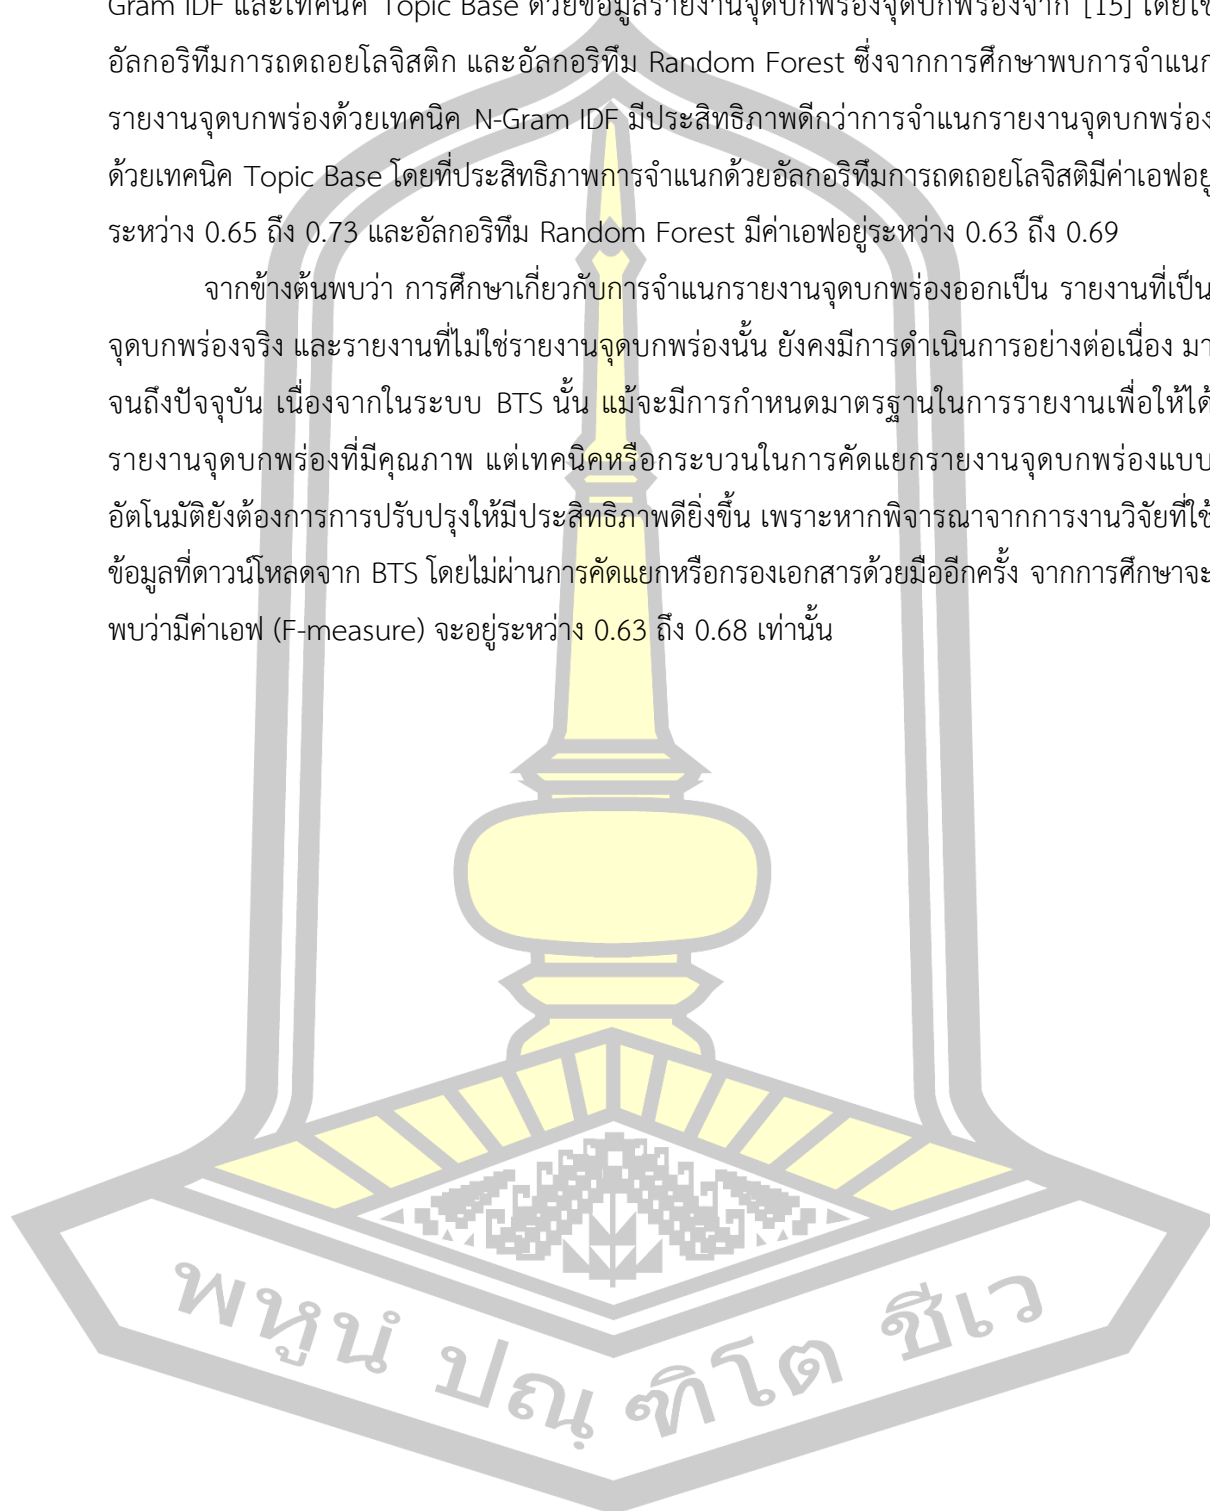 Gram IDF และเทคนิค Topic Base ด้วยข้อมูลรายงานจุดบกพร่องจุดบกพร่องจาก [15] โดยใช้
อัลกอริทึมการถดถอยโลจิสติก และอัลกอริทึม Random Forest ซึ่งจากการศึกษาพบการจำแนก
รายงานจุดบกพร่องด้วยเทคนิค N-Gram IDF มีประสิทธิภาพดีกว่าการจำแนกรายงานจุดบกพร่อง
ด้วยเทคนิค Topic Base โดยที่ประสิทธิภาพการจำแนกด้วยอัลกอริทึมการถดถอยโลจิสติมีค่าเอฟอยู่
ระหว่าง 0.65 ถึง 0.73 และอัลกอริทึม Random Forest มีค่าเอฟอยู่ระหว่าง 0.63 ถึง 0.69
จากข้างต้นพบว่า การศึกษาเกี่ยวกับการจำแนกรายงานจุดบกพร่องออกเป็น รายงานที่เป็น
จุดบกพร่องจริง และรายงานที่ไม่ใช่รายงานจุดบกพร่องนั้น ยังคงมีการดำเนินการอย่างต่อเนื่อง มา
จนถึงปัจจุบัน เนื่องจากในระบบ BTS นั้น แม้จะมีการกำหนดมาตรฐานในการรายงานเพื่อให้ได้
รายงานจุดบกพร่องที่มีคุณภาพ แต่เทคนิคหรือกระบวนในการคัดแยกรายงานจุดบกพร่องแบบ
อัตโนมัติยังต้องการการปรับปรุงให้มีประสิทธิภาพดียิ่งขึ้น เพราะหากพิจารณาจากการงานวิจัยที่ใช้
ข้อมูลที่ดาวน์โหลดจาก BTS โดยไม่ผ่านการคัดแยกหรือกรองเอกสารด้วยมืออีกครั้ง จากการศึกษาจะ
พบว่ามีค่าเอฟ (F-measure) จะอยู่ระหว่าง 0.63 ถึง 0.68 เท่านั้น
พหูนํ ปณฺฑิโต ชีเว